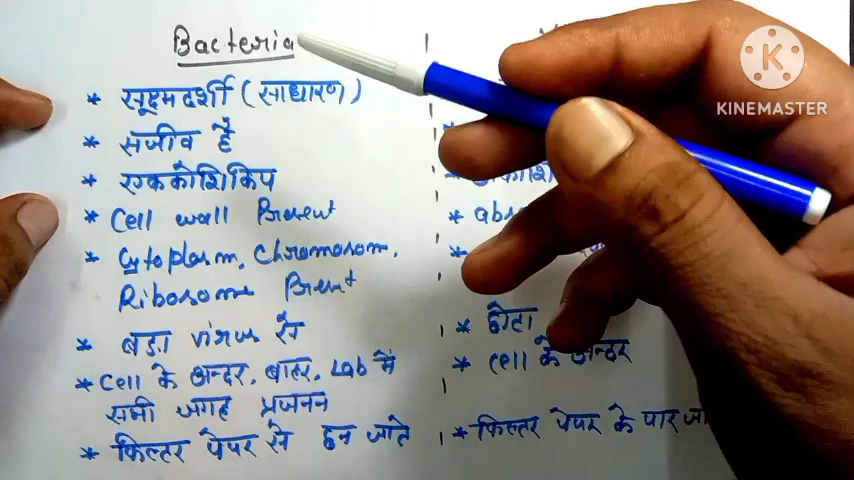 Bacteria
* सूक्ष्मदर्शी (साधारण)
* सजीव है
* एककोशिकिय
* Cell wall Present
* Cytoplasm, Chromosom,
Ribosome Present
* बड़ा virus से
* Cell के अन्दर, बाहर, Lab में
सभी जगह प्रजनन
* फिल्टर पेपर से छन जाते
* abs
* छोटा
* Cell के अन्दर
* फिल्टर पेपर के पार जा
K
KINEMASTER